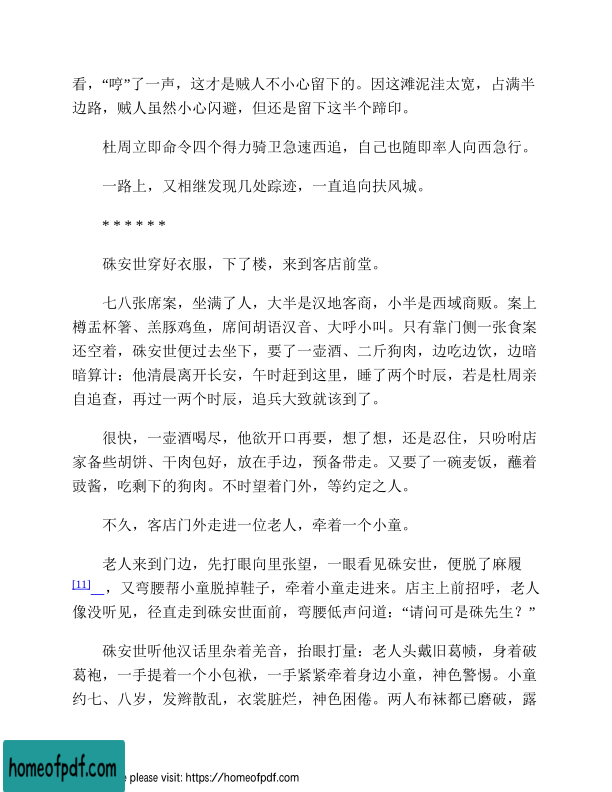 看，“哼”了一声，这才是贼人不小心留下的。因这滩泥洼太宽，占满半
边路，贼人虽然小心闪避，但还是留下这半个蹄印。
杜周立即命令四个得力骑卫急速西追，自己也随即率人向西急行。
一路上，又相继发现几处踪迹，一直追向扶风城。
* * * * * *
硃安世穿好衣服，下了楼，来到客店前堂。
七八张席案，坐满了人，大半是汉地客商，小半是西域商贩。案上
樽盂杯箸、羔豚鸡鱼，席间胡语汉音、大呼小叫。只有靠门侧一张食案
还空着，硃安世便过去坐下，要了一壶酒、二斤狗肉，边吃边饮，边暗
暗算计：他清晨离开长安，午时赶到这里，睡了两个时辰，若是杜周亲
自追查，再过一两个时辰，追兵大致就该到了。
很快，一壶酒喝尽，他欲开口再要，想了想，还是忍住，只吩咐店
家备些胡饼、干肉包好，放在手边，预备带走。又要了一碗麦饭，蘸着
豉酱，吃剩下的狗肉。不时望着门外，等约定之人。
不久，客店门外走进一位老人，牵着一个小童。
老人来到门边，先打眼向里张望，一眼看见硃安世，便脱了麻履
[11]，又弯腰帮小童脱掉鞋子，牵着小童走进来。店主上前招呼，老人
像没听见，径直走到硃安世面前，弯腰低声问道：“请问可是硃先生？”
硃安世听他汉话里杂着羌音，抬眼打量：老人头戴旧葛帻，身着破
葛袍，一手提着一个小包袱，一手紧紧牵着身边小童，神色警惕。小童
约七、八岁，发辫散乱，衣裳脏烂，神色困倦。两人布袜都已磨破，露
homeofpdf.com
e please visit: https://homeofpdf.com